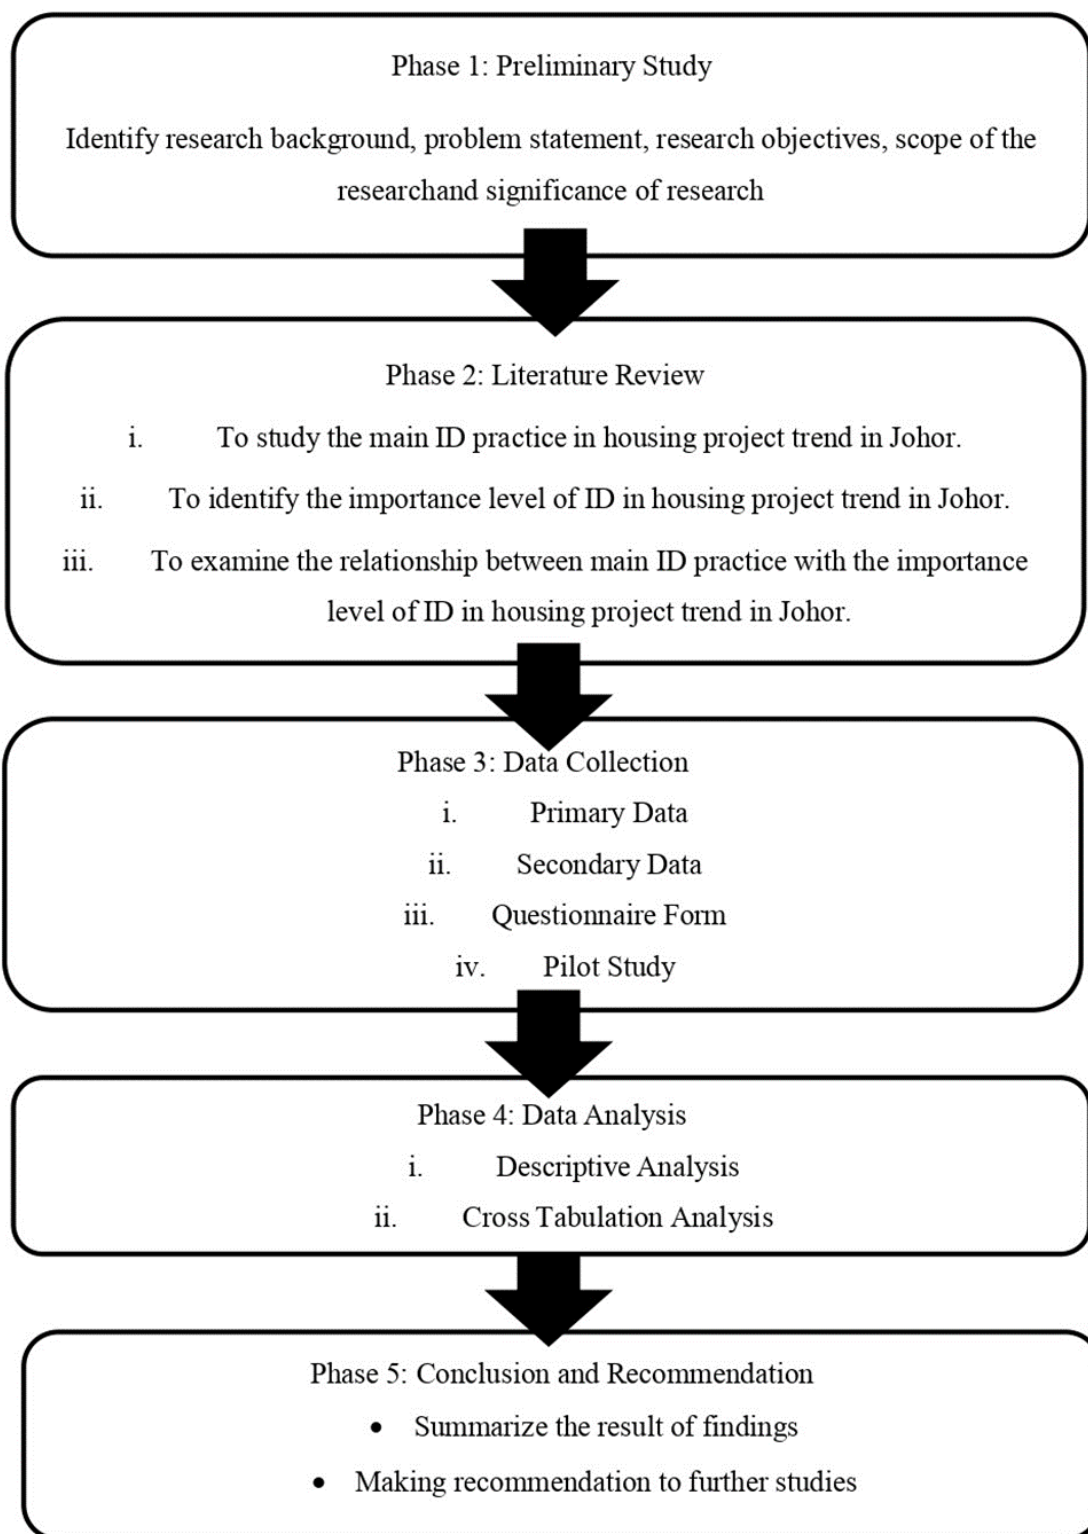 Phase 1: Preliminary Study
Identify research background, problem statement, research objectives, scope of the
researchand significance of research
Phase 2: Literature Review
i. To study the main ID practice in housing project trend in Johor.
ii. To identify the importance level of ID in housing project trend in Johor.
iii. To examine the relationship between main ID practice with the importance
level of ID in housing project trend in Johor.
Phase 3: Data Collection
i. Primary Data
ii. Secondary Data
iii. Questionnaire Form
iv. Pilot Study
Phase 4: Data Analysis
i. Descriptive Analysis
ii. Cross Tabulation Analysis
Phase 5: Conclusion and Recommendation
• Summarize the result of findings
• Making recommendation to further studies